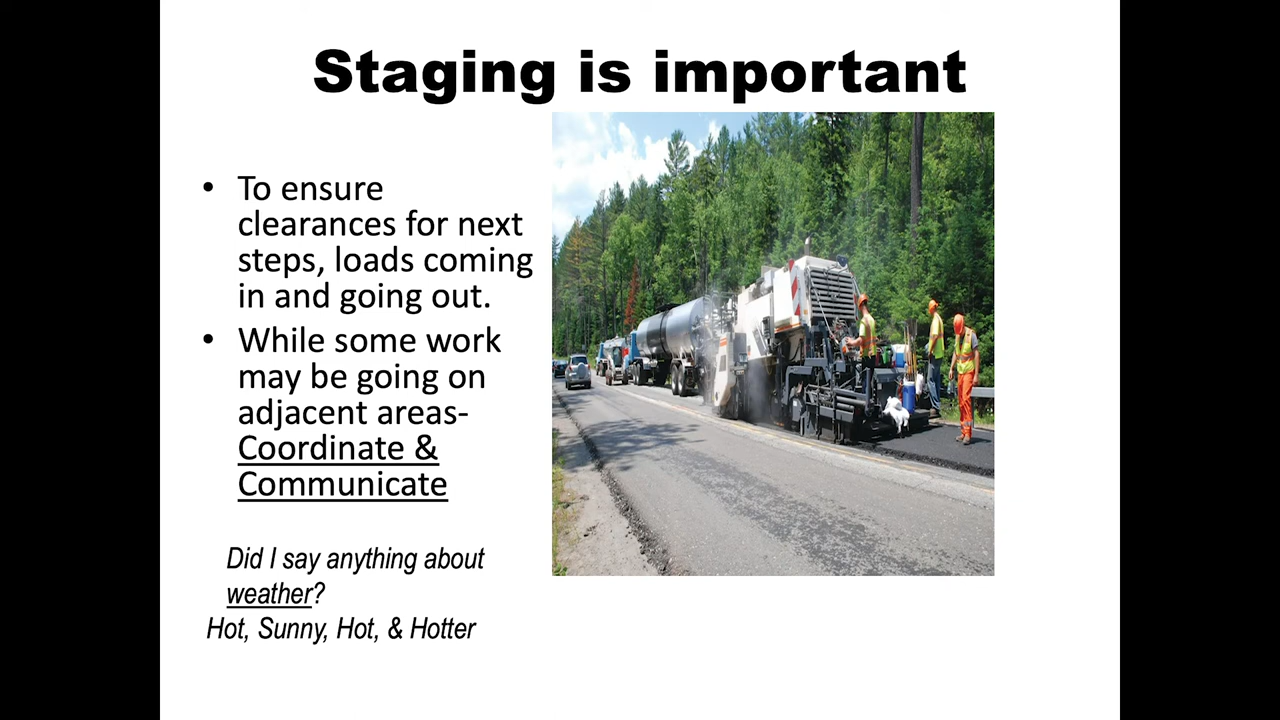 Staging is important
• To ensure
clearances for next
steps, loads coming
in and going out.
• While some work
may be going on
adjacent areas-
Coordinate &
Communicate
Did I say anything about
weather?
Hot, Sunny, Hot, & Hotter